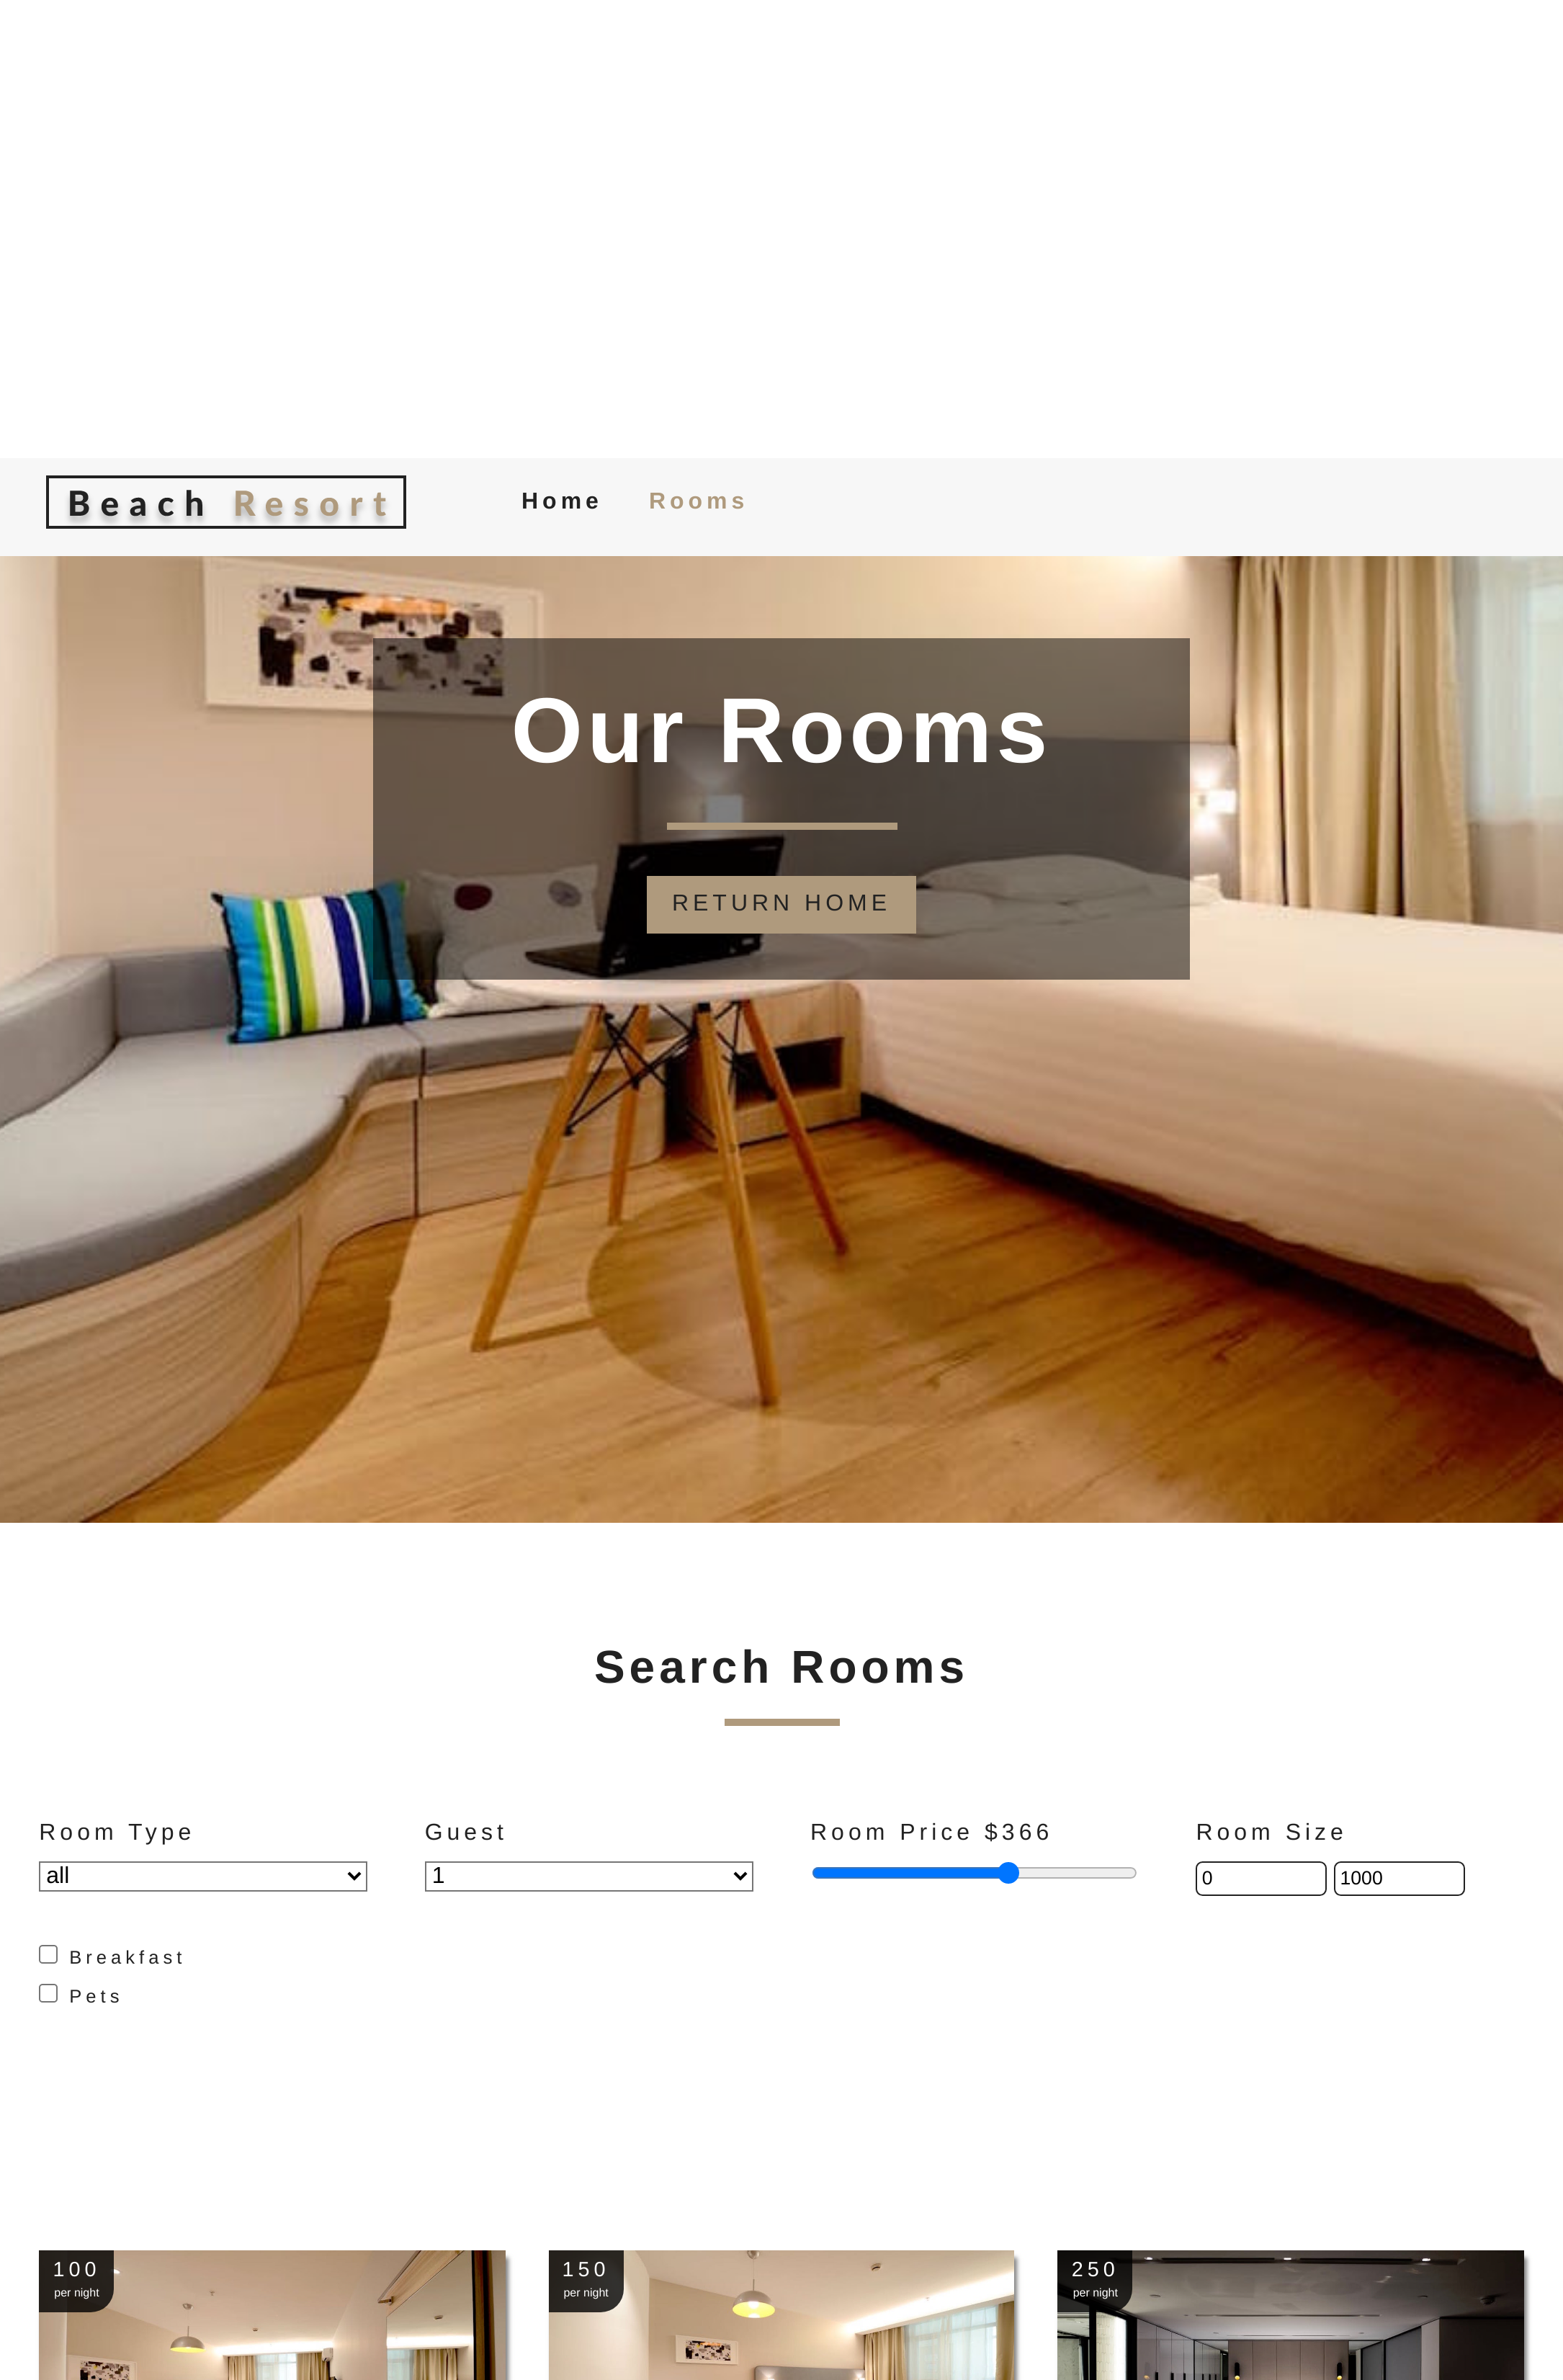 Beach Resort
Home Rooms
Our Rooms
RETURN HOME
Search Rooms
Room Type
all
Guest
1
Room Price $366
Room Size
0 1000
Breakfast
Pets
100
per night
150
per night
250
per night